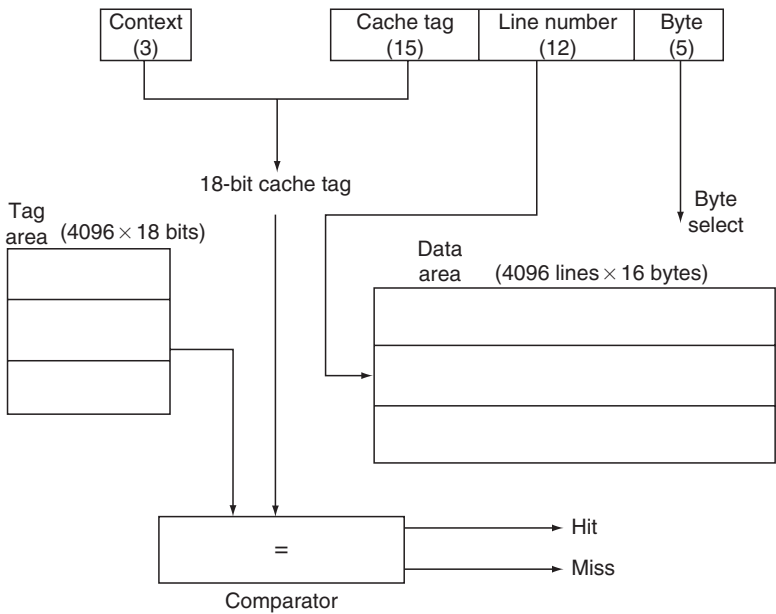 Context
(3)
Cache tag
(15)
Line number
(12)
Byte
(5)
18-bit cache tag
Byte
select
Tag
area (4096 × 18 bits)
Data
area (4096 lines × 16 bytes)
=
Hit
Miss
Comparator